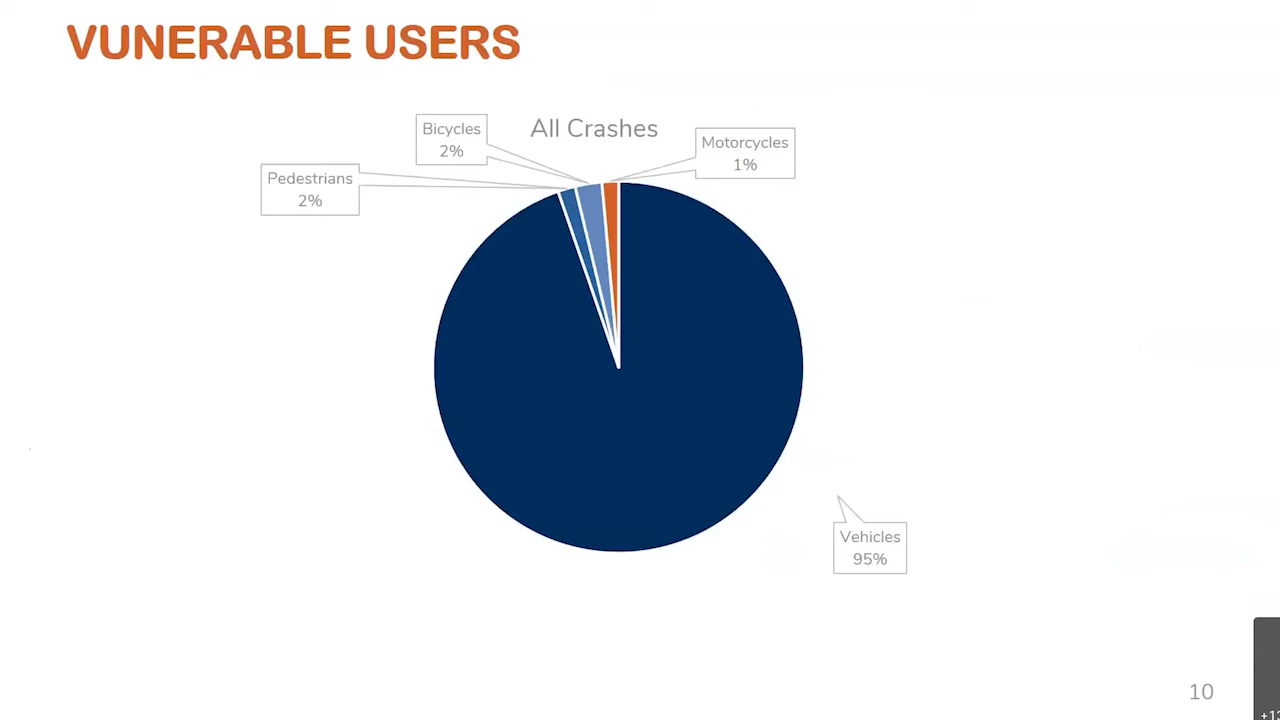 VUNERABLE USERS
All Crashes
Bicycles
2%
Motorcycles
1%
Pedestrians
2%
Vehicles
95%
10